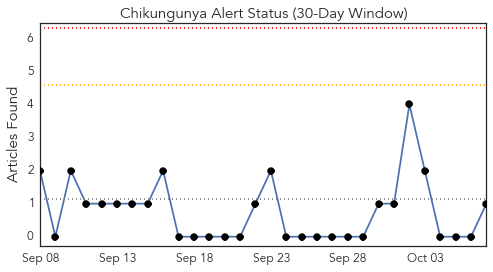 Chikungunya Alert Status (30-Day Window)
Articles Found
6
5
4
3
2
1
0
Sep 08 Sep 13 Sep 18 Sep 23 Sep 28 Oct 03